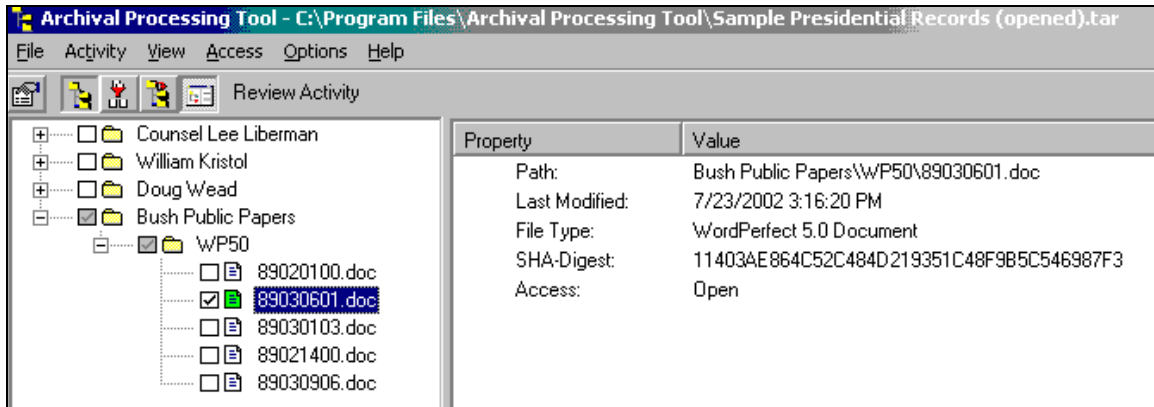 Archival Processing Tool - C:\Program Files\Archival Processing Tool\Sample Presidential Records (opened).tar
File Activity View Access Options Help
Review Activity
Counsel Lee Liberman
William Kristol
Doug Wead
Bush Public Papers
WP50
89020100.doc
89030601.doc
89030103.doc
89021400.doc
89030906.doc
Property Value
Path: Bush Public Papers\WP50\89030601.doc
Last Modified: 7/23/2002 3:16:20 PM
File Type: WordPerfect 5.0 Document
SHA-Digest: 11403AE864C52C484D219351C48F9B5C546987F3
Access: Open